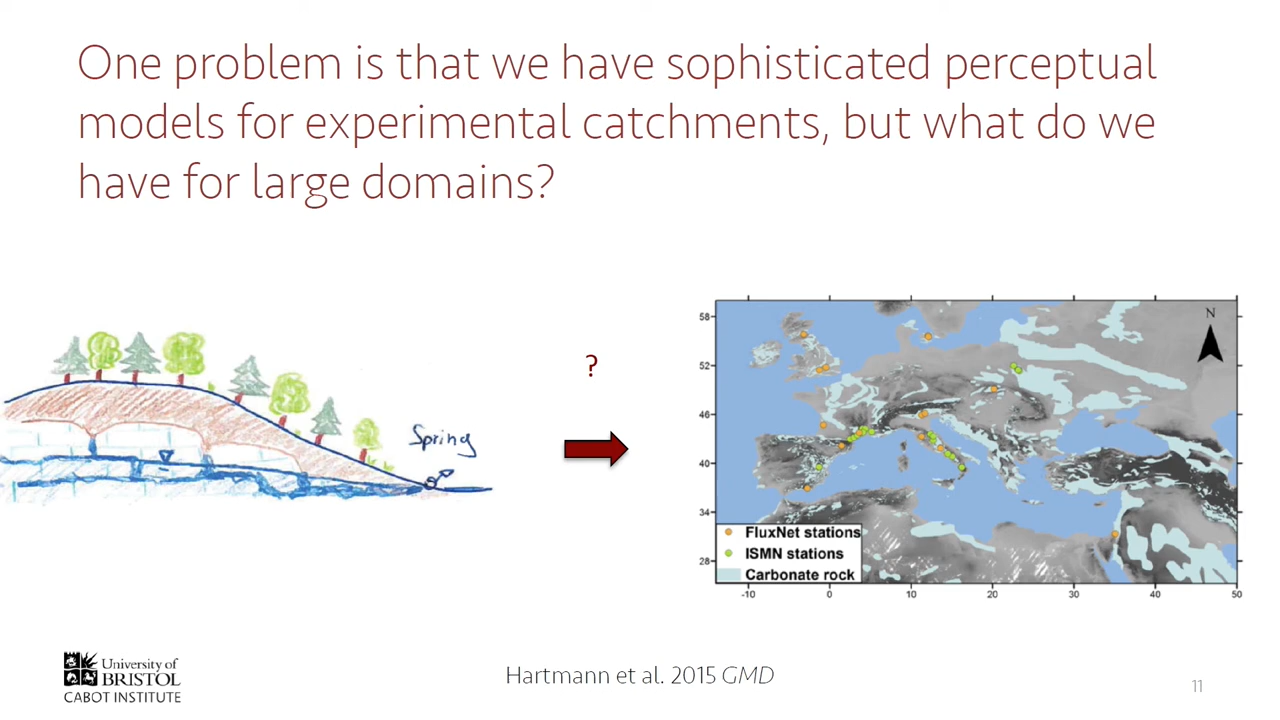 One problem is that we have sophisticated perceptual
models for experimental catchments, but what do we
have for large domains?
?
Spring
N
58
52
46
40
34
28
FluxNet stations
ISMN stations
Carbonate rock
-10 0 10 20 30 40 50
University of
BRISTOL
CABOT INSTITUTE
Hartmann et al. 2015 GMD
11